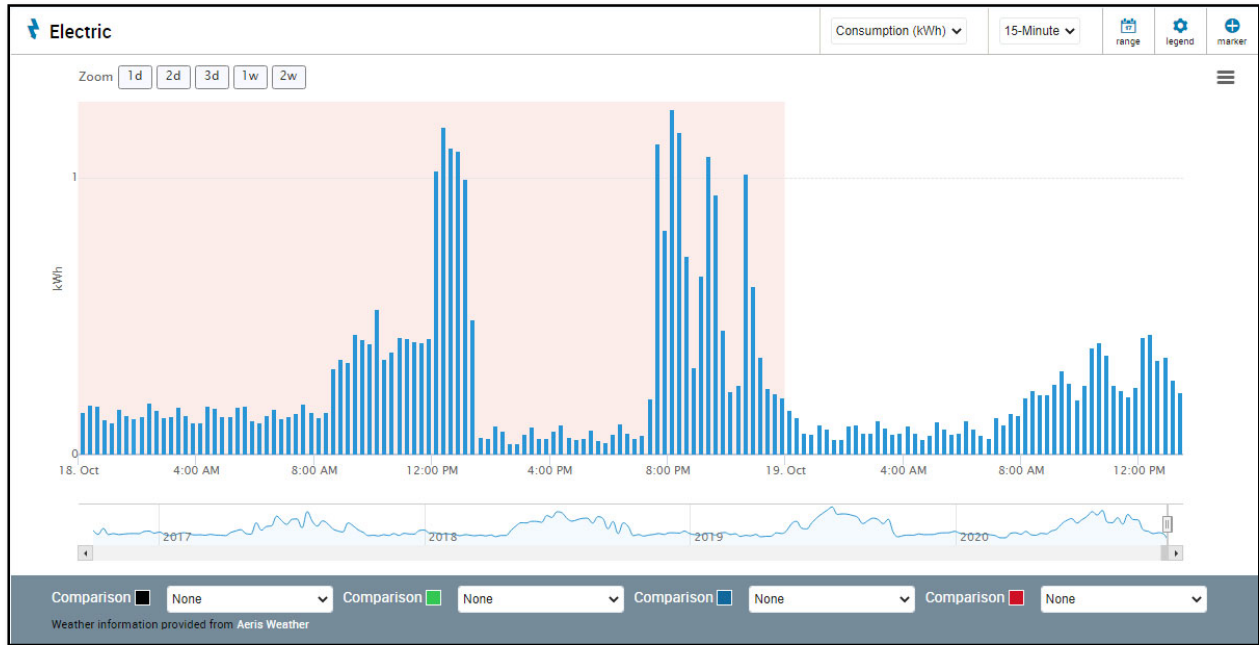 Electric
Consumption (kWh)
15-Minute
17
range
legend
marker
Zoom 1d 2d 3d 1w 2w
1
kWh
0
18. Oct 4:00 AM 8:00 AM 12:00 PM 4:00 PM 8:00 PM 19. Oct 4:00 AM 8:00 AM 12:00 PM
2017 2018 2019 2020
Comparison None Comparison None Comparison None Comparison None
Weather information provided from Aeris Weather